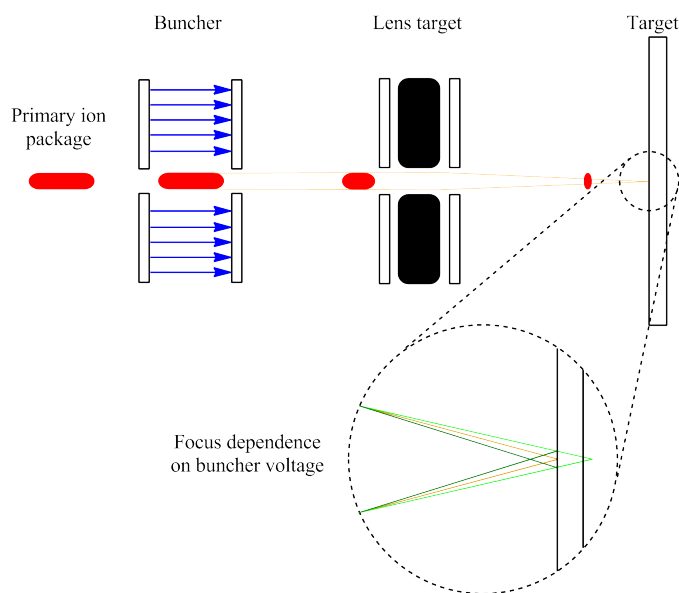 Buncher
Lens target
Target
Primary ion
package
Focus dependence
on buncher voltage